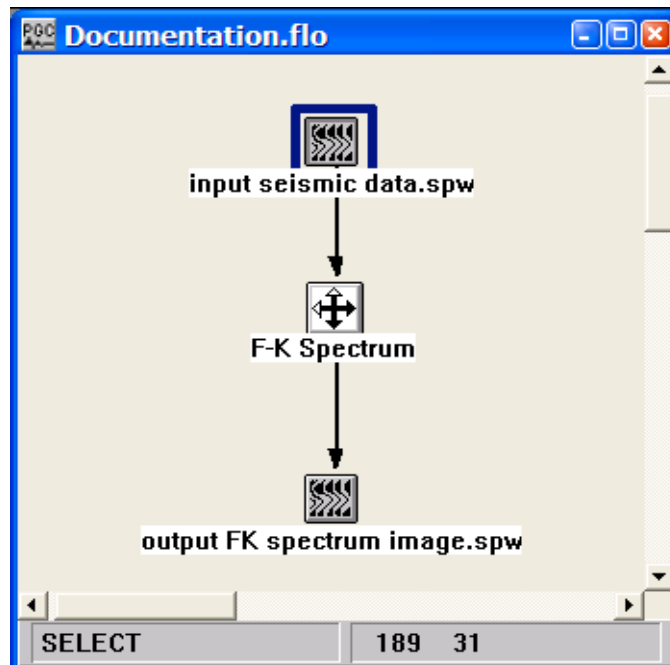 PGC Documentation.flo
input seismic data.spw
F-K Spectrum
output FK spectrum image.spw
SELECT 189 31